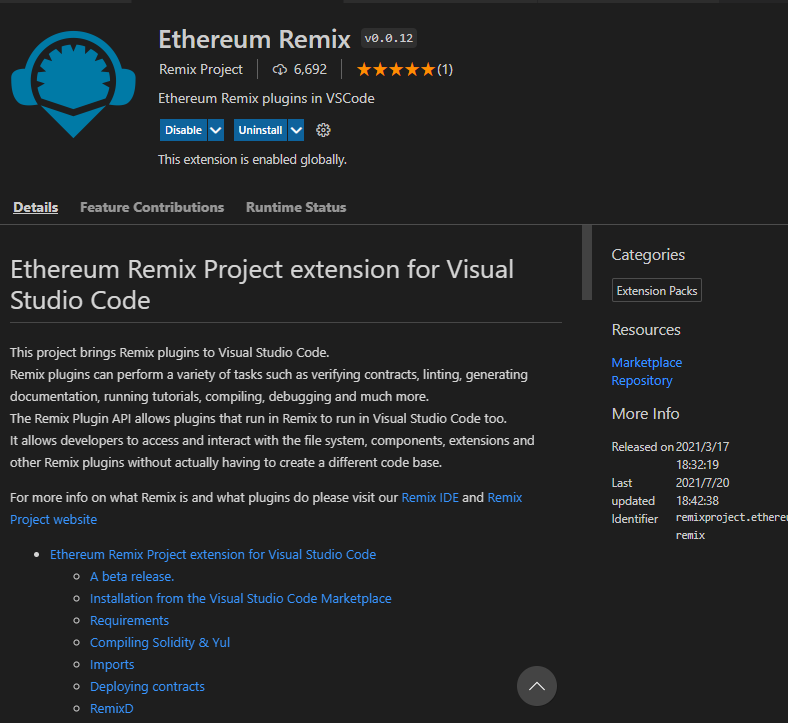 Ethereum Remix v0.0.12
Remix Project 6,692 (1)
Ethereum Remix plugins in VSCode
Disable Uninstall
This extension is enabled globally.
Details Feature Contributions Runtime Status
Ethereum Remix Project extension for Visual
Studio Code
This project brings Remix plugins to Visual Studio Code.
Remix plugins can perform a variety of tasks such as verifying contracts, linting, generating
documentation, running tutorials, compiling, debugging and much more.
The Remix Plugin API allows plugins that run in Remix to run in Visual Studio Code too.
It allows developers to access and interact with the file system, components, extensions and
other Remix plugins without actually having to create a different code base.
For more info on what Remix is and what plugins do please visit our Remix IDE and Remix
Project website
Ethereum Remix Project extension for Visual Studio Code
A beta release.
Installation from the Visual Studio Code Marketplace
Requirements
Compiling Solidity & Yul
Imports
Deploying contracts
RemixD
Categories
Extension Packs
Resources
Marketplace
Repository
More Info
Released on 2021/3/17
18:32:19
Last 2021/7/20
updated 18:42:38
Identifier remixproject.ethere
remix